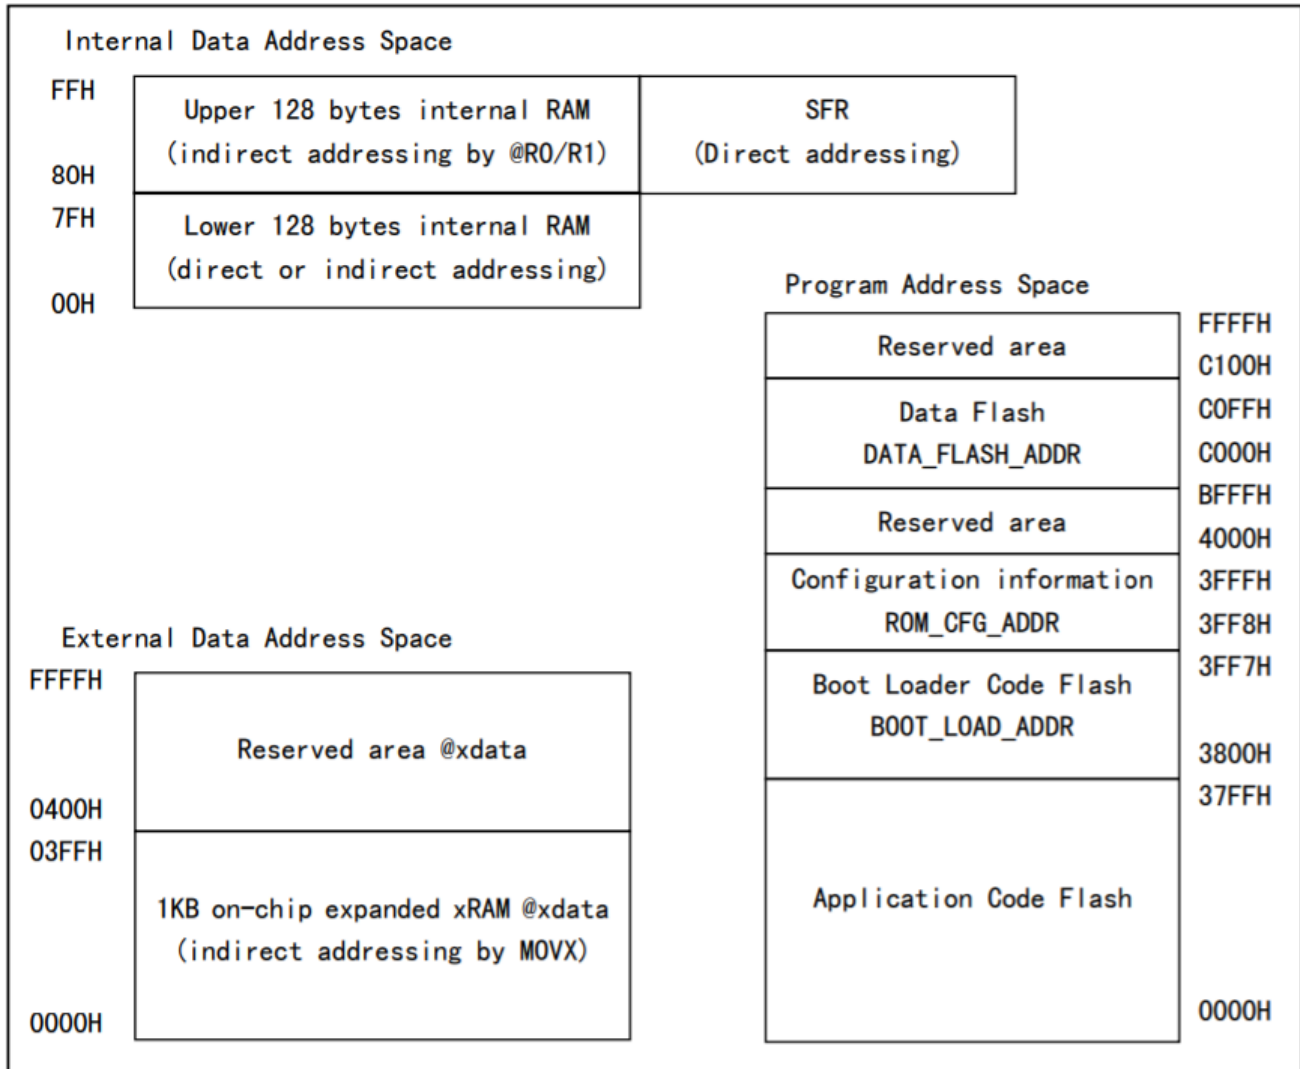 Internal Data Address Space
FFH
Upper 128 bytes internal RAM
(indirect addressing by @R0/R1)
80H
SFR
(Direct addressing)
7FH
Lower 128 bytes internal RAM
(direct or indirect addressing)
00H
Program Address Space
Reserved area
FFFFH
C100H
Data Flash
DATA_FLASH_ADDR
C0FFH
C000H
Reserved area
BFFFH
4000H
Configuration information
ROM_CFG_ADDR
3FFFH
3FF8H
Boot Loader Code Flash
BOOT_LOAD_ADDR
3FF7H
3800H
Application Code Flash
37FFH
0000H
External Data Address Space
FFFFH
Reserved area @xdata
0400H
03FFH
1KB on-chip expanded xRAM @xdata
(indirect addressing by MOVX)
0000H